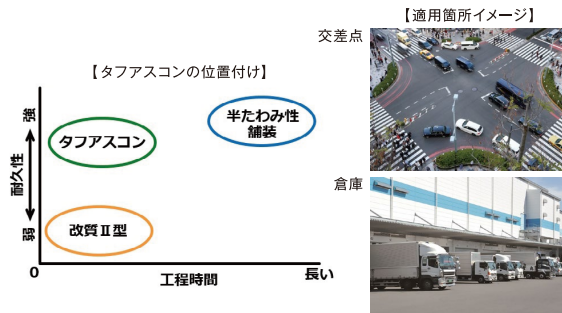 【タフアスコンの位置付け】
強
耐久性
弱
タフアスコン
半たわみ性
舗装
改質Ⅱ型
0
工程時間
長い
【適用箇所イメージ】
交差点
倉庫